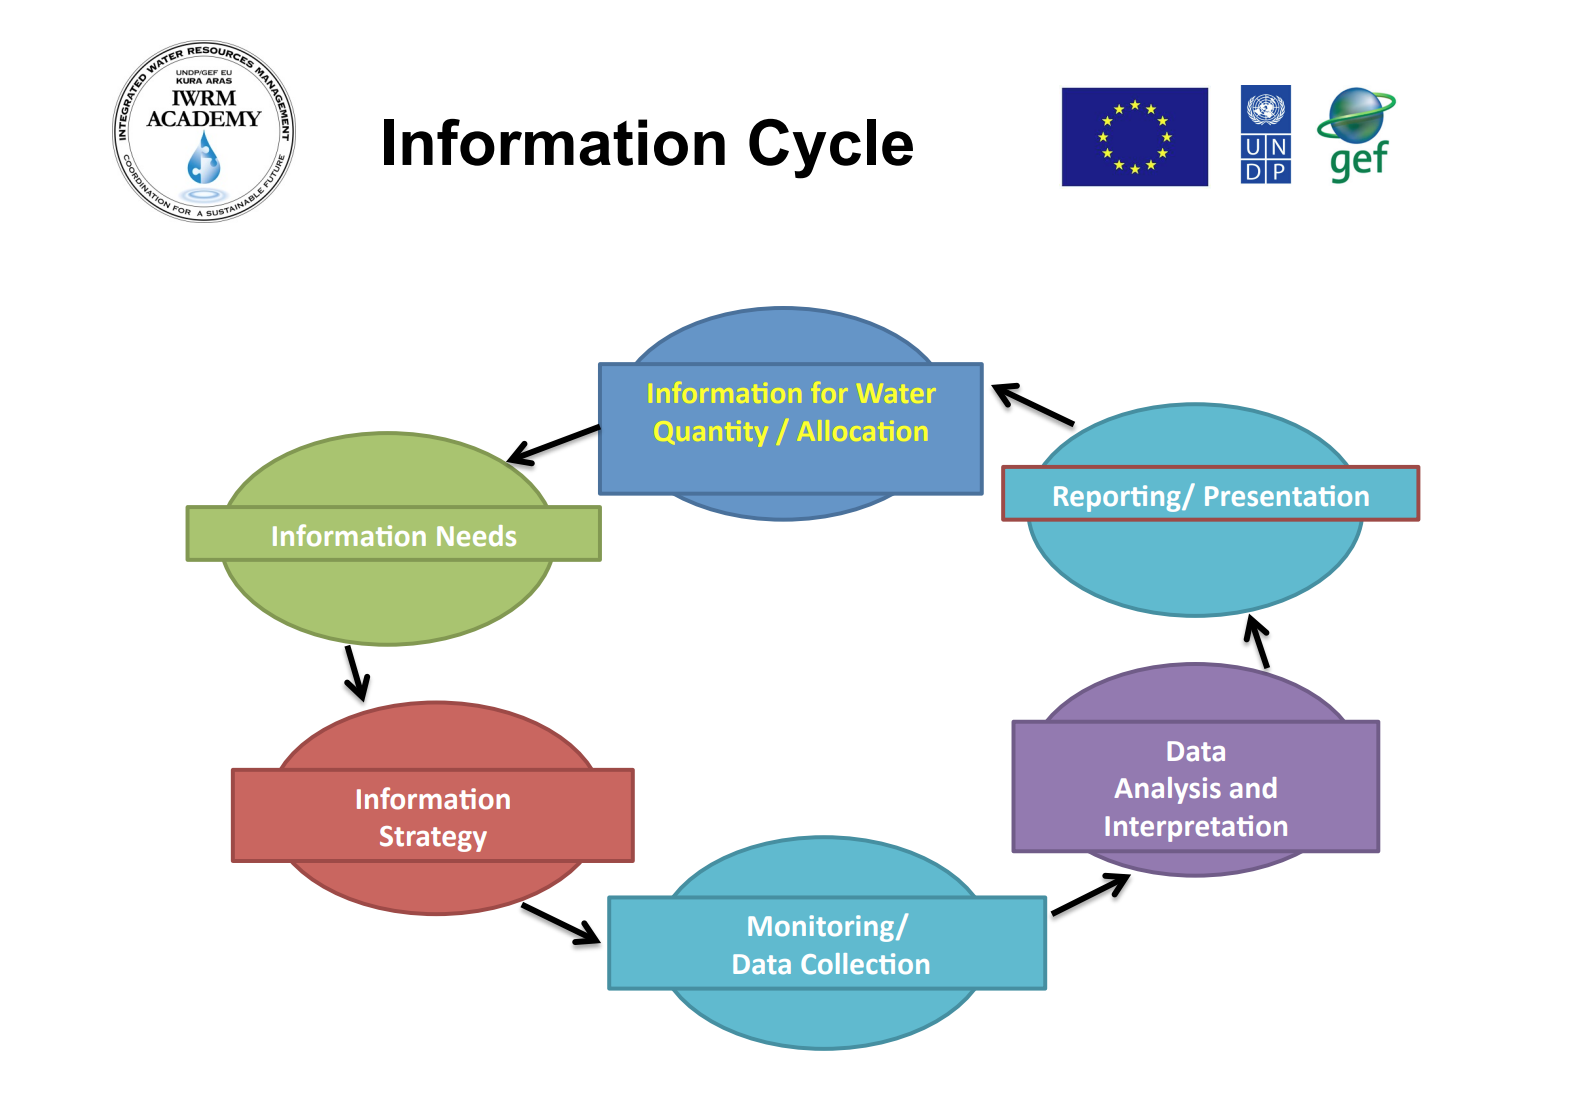 INTEGRATED WATER RESOURCES MANAGEMENT
UNDP/GEF EU
KURA ARAS
IWRM
ACADEMY
COORDINATION FOR A SUSTAINABLE FUTURE
Information Cycle
U N
D P
gef
Information for Water
Quantity / Allocation
Reporting/ Presentation
Information Needs
Data
Analysis and
Interpretation
Information
Strategy
Monitoring/
Data Collection